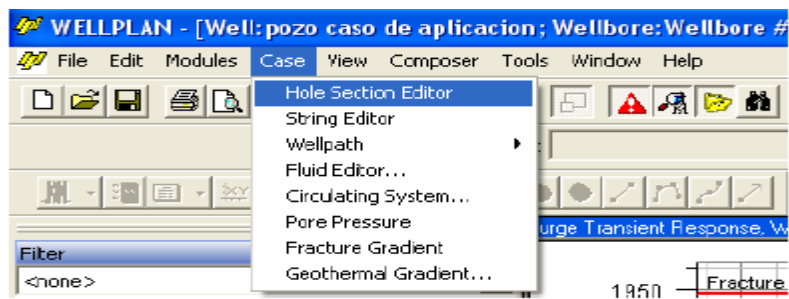 WELLPLAN - [Well: pozo caso de aplicacion; Wellbore: Wellbore #
File Edit Modules Case View Composer Tools Window Help
Hole Section Editor
String Editor
Wellpath
Fluid Editor...
Circulating System...
Pore Pressure
Fracture Gradient
Geothermal Gradient...
urge Transient Response, W
Filter
<none>
1950
Fracture